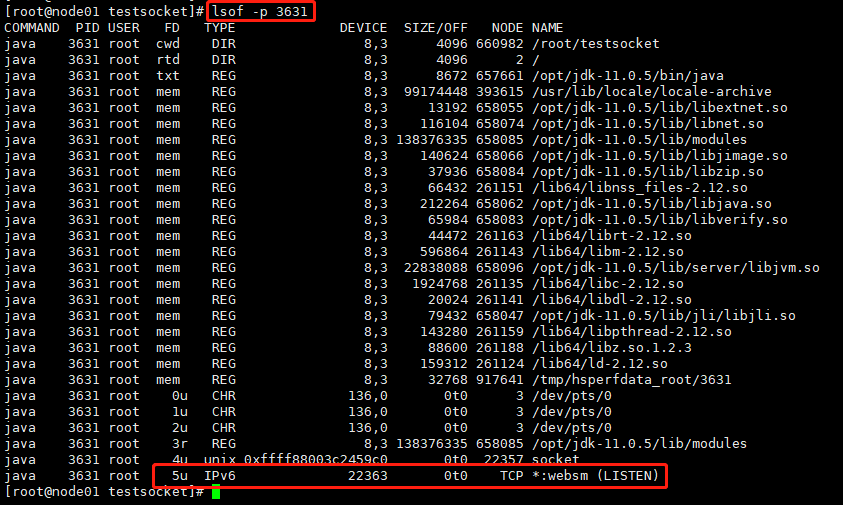 [root@node01 testsocket]# lsof -p 3631
COMMAND PID USER FD TYPE DEVICE SIZE/OFF NODE NAME
java 3631 root cwd DIR 8,3 4096 660982 /root/testsocket
java 3631 root rtd DIR 8,3 4096 2 /
java 3631 root txt REG 8,3 8672 657661 /opt/jdk-11.0.5/bin/java
java 3631 root mem REG 8,3 99174448 393615 /usr/lib/locale/locale-archive
java 3631 root mem REG 8,3 13192 658055 /opt/jdk-11.0.5/lib/libextnet.so
java 3631 root mem REG 8,3 116104 658074 /opt/jdk-11.0.5/lib/libnet.so
java 3631 root mem REG 8,3 138376335 658085 /opt/jdk-11.0.5/lib/modules
java 3631 root mem REG 8,3 140624 658066 /opt/jdk-11.0.5/lib/libjimage.so
java 3631 root mem REG 8,3 37936 658084 /opt/jdk-11.0.5/lib/libzip.so
java 3631 root mem REG 8,3 66432 261151 /lib64/libnss_files-2.12.so
java 3631 root mem REG 8,3 212264 658062 /opt/jdk-11.0.5/lib/libjava.so
java 3631 root mem REG 8,3 65984 658083 /opt/jdk-11.0.5/lib/libverify.so
java 3631 root mem REG 8,3 44472 261163 /lib64/librt-2.12.so
java 3631 root mem REG 8,3 596864 261143 /lib64/libm-2.12.so
java 3631 root mem REG 8,3 22838088 658096 /opt/jdk-11.0.5/lib/server/libjvm.so
java 3631 root mem REG 8,3 1924768 261135 /lib64/libc-2.12.so
java 3631 root mem REG 8,3 20024 261141 /lib64/libdl-2.12.so
java 3631 root mem REG 8,3 79432 658047 /opt/jdk-11.0.5/lib/jli/libjli.so
java 3631 root mem REG 8,3 143280 261159 /lib64/libpthread-2.12.so
java 3631 root mem REG 8,3 88600 261188 /lib64/libz.so.1.2.3
java 3631 root mem REG 8,3 159312 261124 /lib64/ld-2.12.so
java 3631 root mem REG 8,3 32768 917641 /tmp/hsperfdata_root/3631
java 3631 root 0u CHR 136,0 0t0 3 /dev/pts/0
java 3631 root 1u CHR 136,0 0t0 3 /dev/pts/0
java 3631 root 2u CHR 136,0 0t0 3 /dev/pts/0
java 3631 root 3r REG 8,3 138376335 658085 /opt/jdk-11.0.5/lib/modules
java 3631 root 4u unix 0xffff88003c2459c0 0t0 22357 socket
java 3631 root 5u IPv6 22363 0t0 TCP *:websm (LISTEN)
[root@node01 testsocket]#